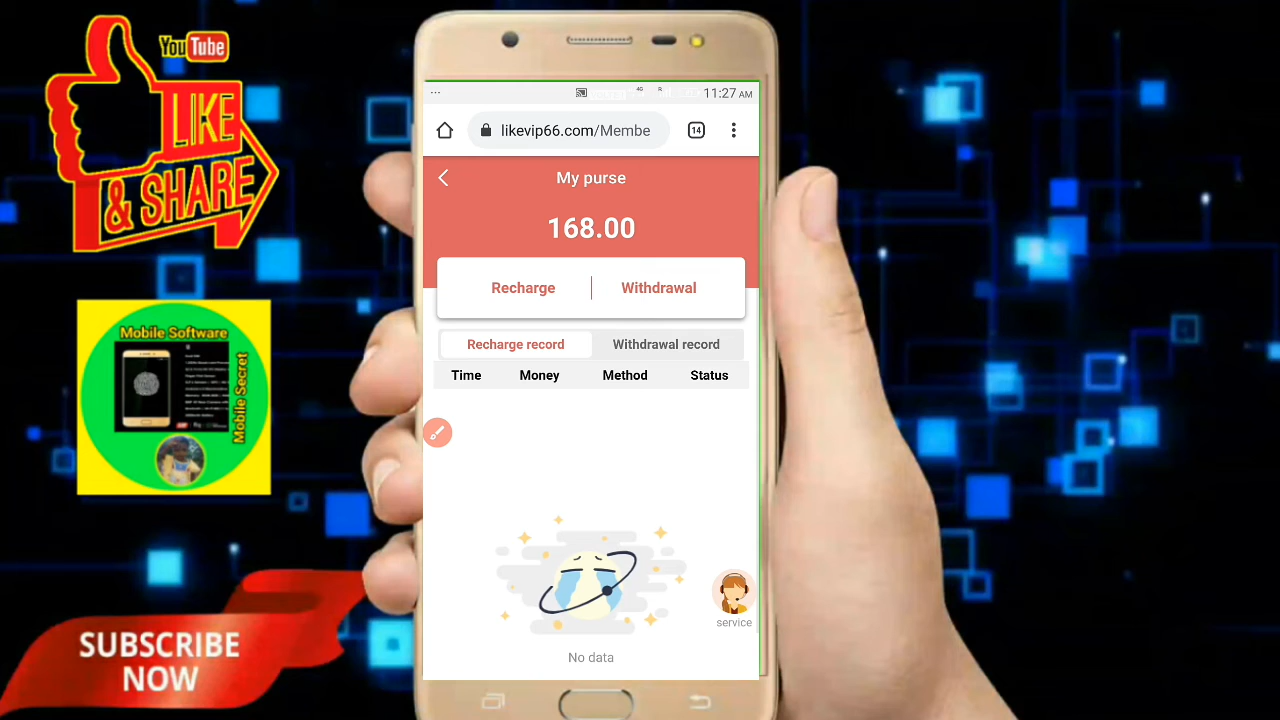 YouTube
LIKE
& SHARE
Mobile Software
Mobile Secret
SUBSCRIBE
NOW
...
4G
R
11:27 AM
likevip66.com/Membe
14
My purse
168.00
Recharge
Withdrawal
Recharge record
Withdrawal record
Time Money Method Status
service
No data